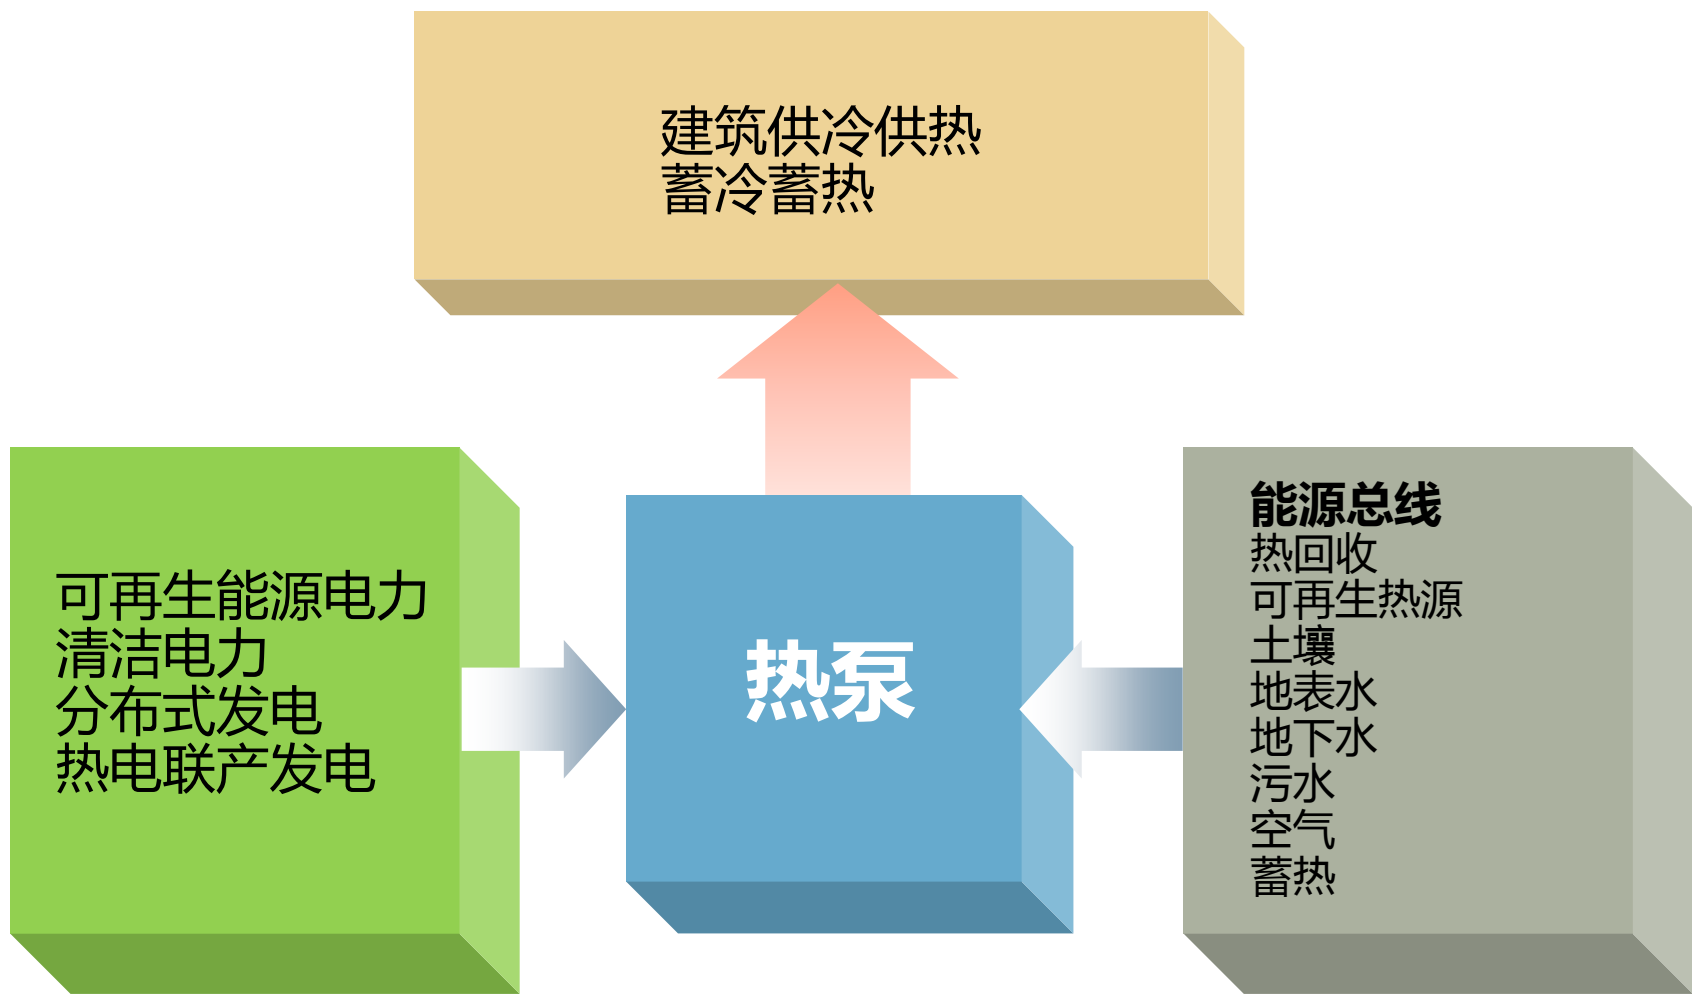 建筑供冷供热
蓄冷蓄热
可再生能源电力
清洁电力
分布式发电
热电联产发电
热泵
能源总线
热回收
可再生热源
土壤
地表水
地下水
污水
空气
蓄热